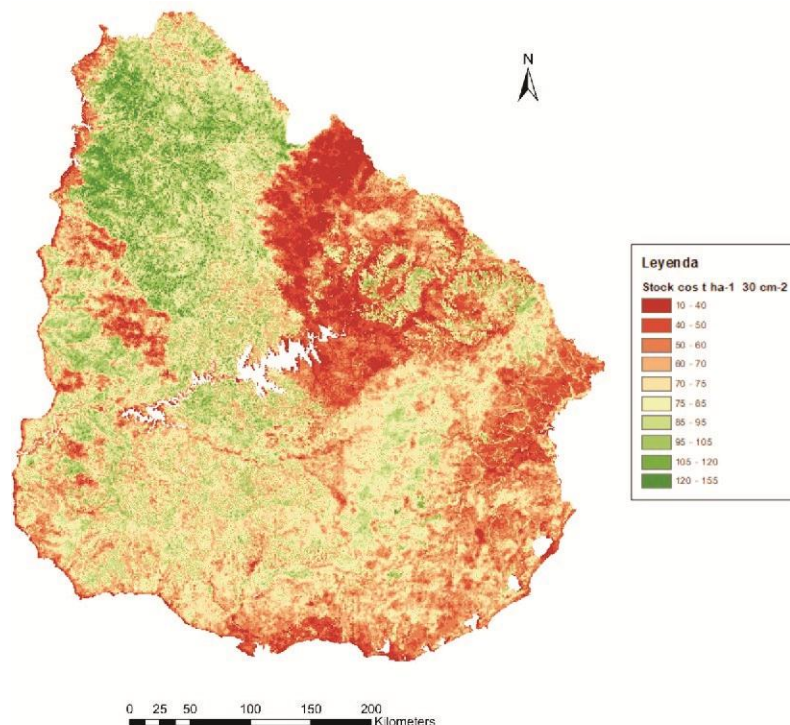 N
Leyenda
Stock cos t ha-1 30 cm-2
10 - 40
40 - 50
50 - 60
60 - 70
70 - 75
75 - 85
85 - 95
95 - 105
105 - 120
120 - 155
0 25 50 100 150 200
Kilometers